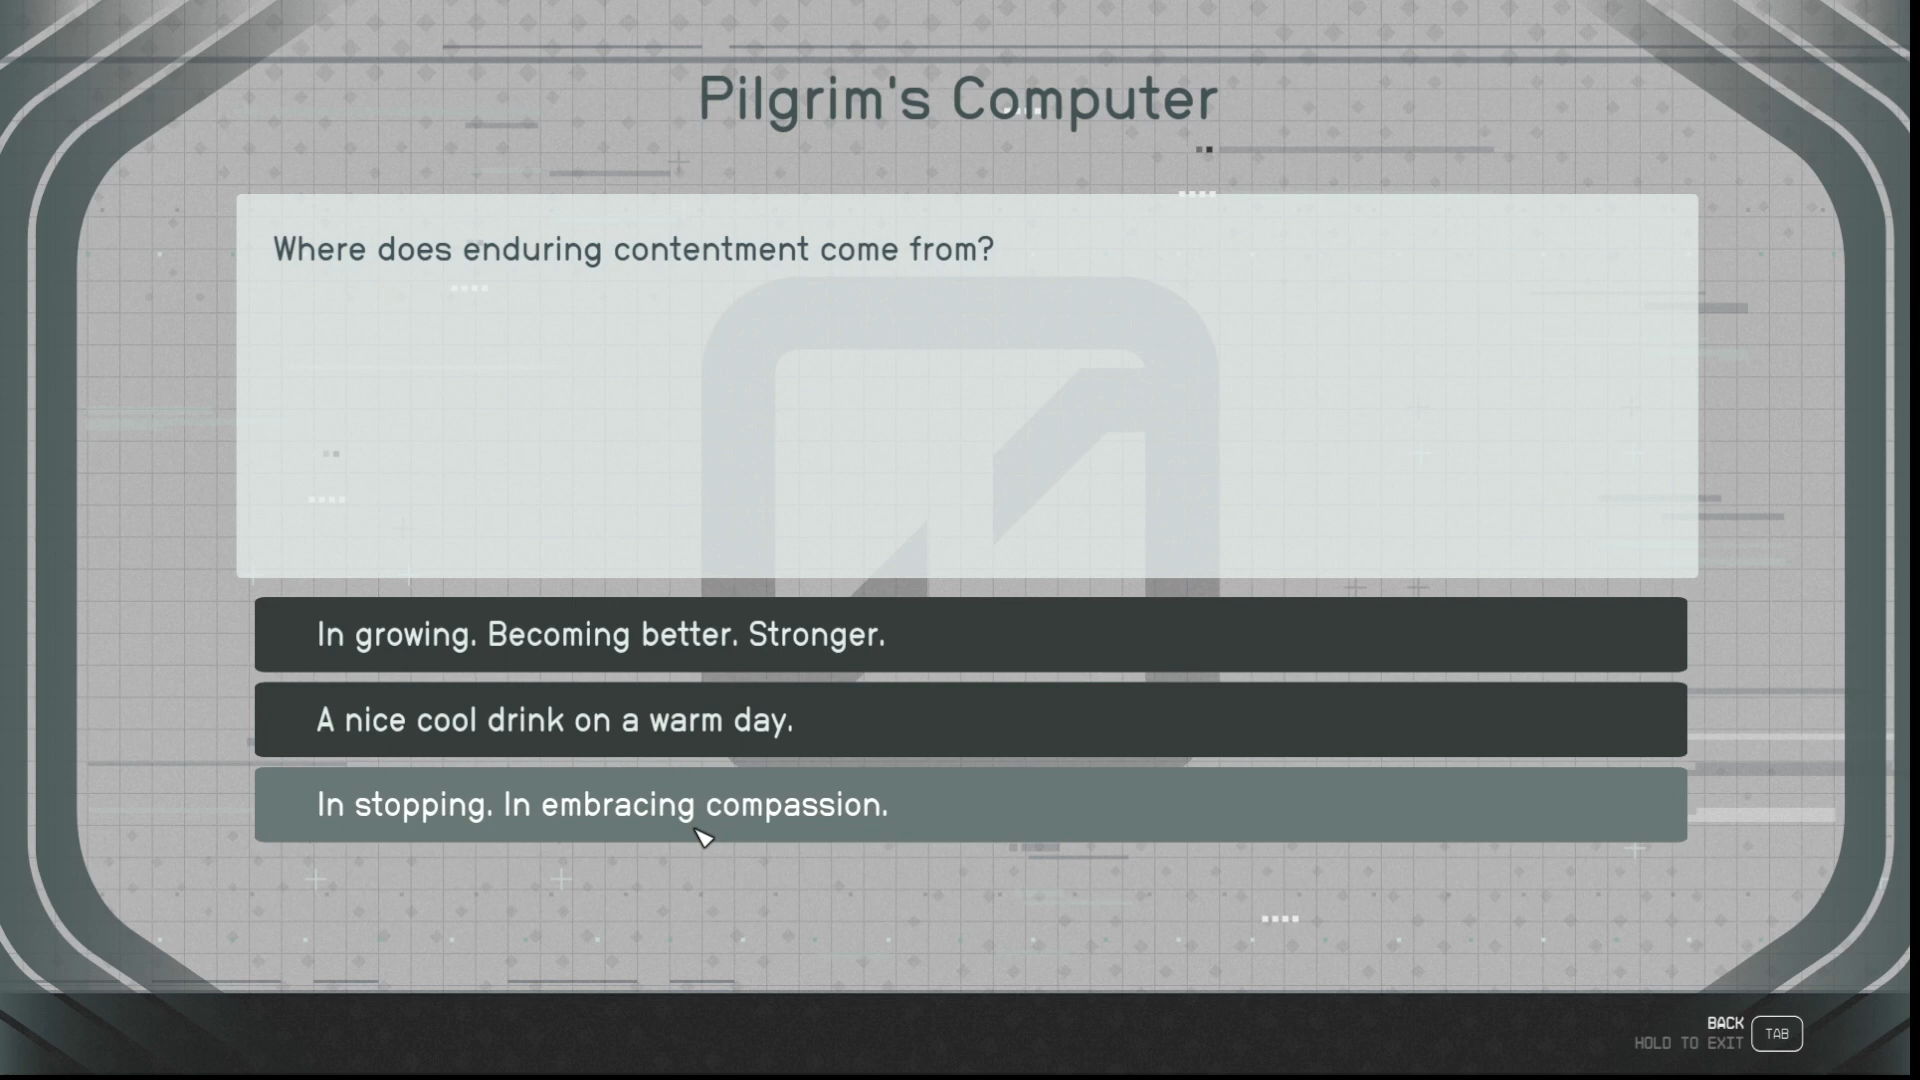 Pilgrim's Computer
Where does enduring contentment come from?
In growing. Becoming better. Stronger.
A nice cool drink on a warm day.
In stopping. In embracing compassion.
BACK
HOLD TO EXIT
TAB